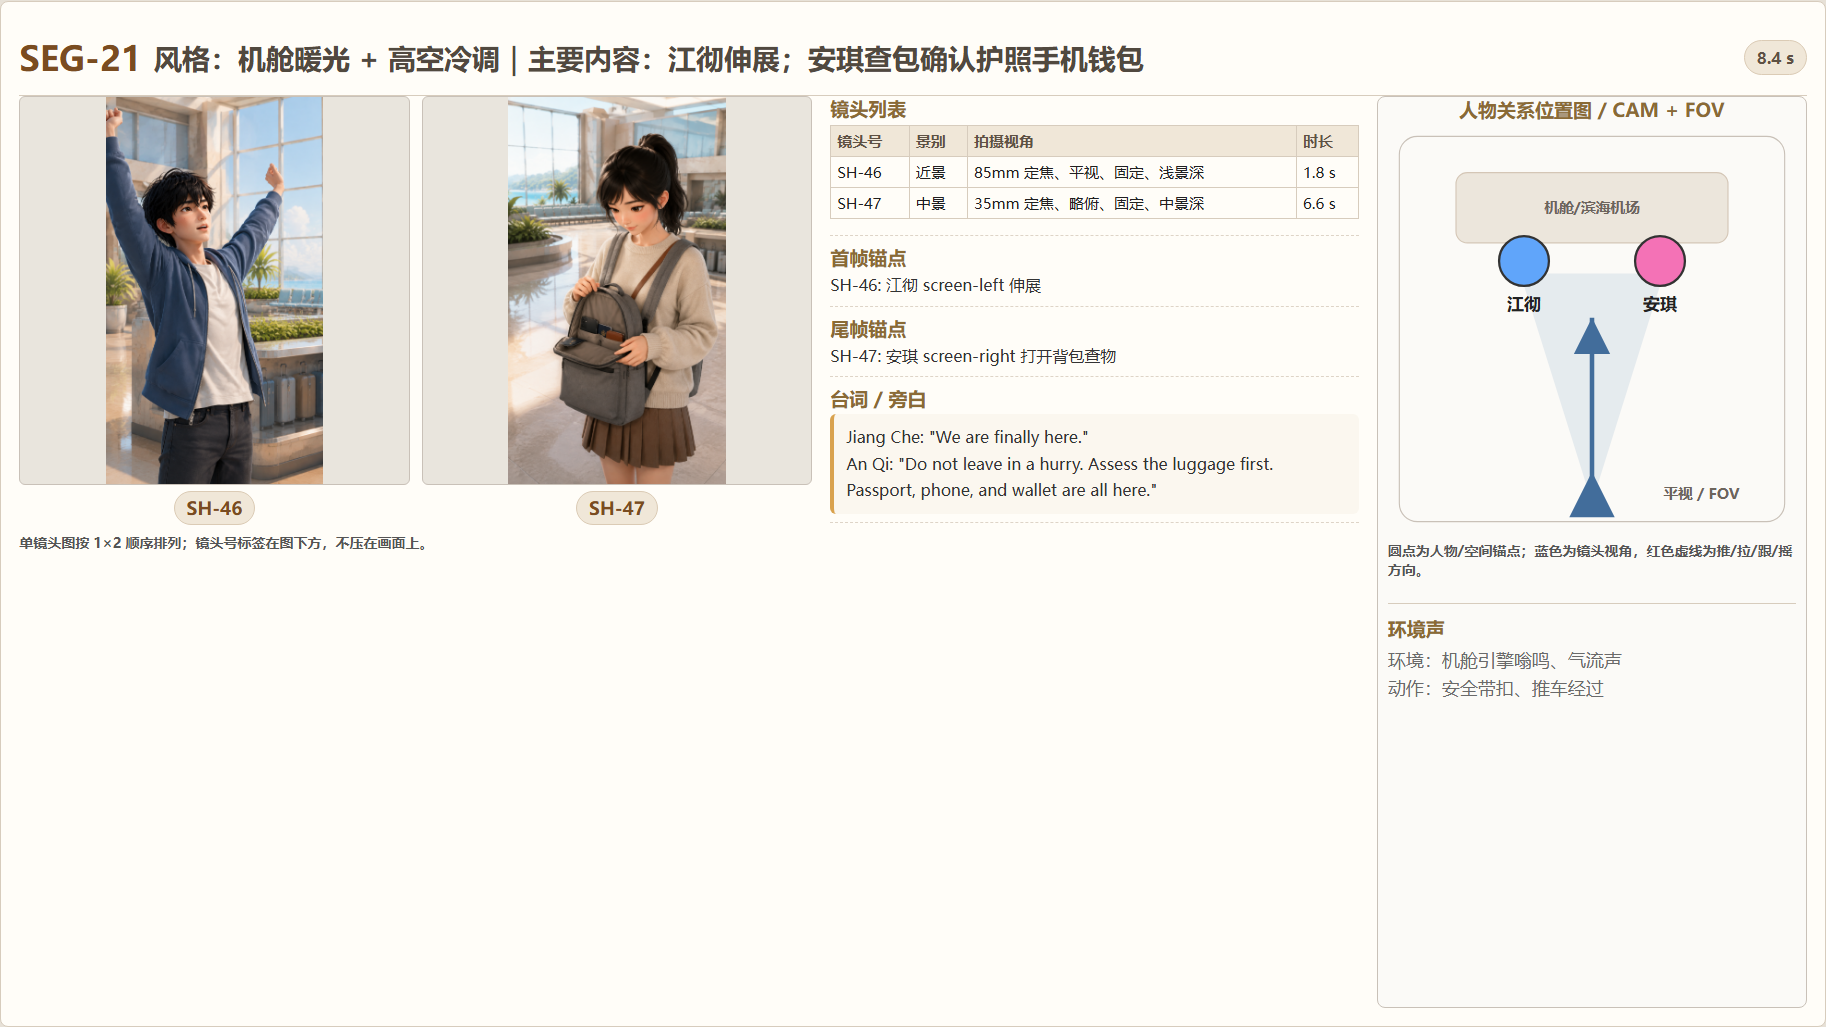 SEG-21 风格：机舱暖光 + 高空冷调 | 主要内容：江彻伸展；安琪查包确认护照手机钱包
8.4 s
SH-46
SH-47
单镜头图按 1×2 顺序排列；镜头号标签在图下方，不压在画面上。
镜头列表
镜头号 景别 拍摄视角 时长
SH-46 近景 85mm 定焦、平视、固定、浅景深 1.8 s
SH-47 中景 35mm 定焦、略俯、固定、中景深 6.6 s
首帧锚点
SH-46: 江彻 screen-left 伸展
尾帧锚点
SH-47: 安琪 screen-right 打开背包查物
台词 / 旁白
Jiang Che: "We are finally here."
An Qi: "Do not leave in a hurry. Assess the luggage first.
Passport, phone, and wallet are all here."
人物关系位置图 / CAM + FOV
机舱/滨海机场
江彻
安琪
平视 / FOV
圆点为人物/空间锚点；蓝色为镜头视角，红色虚线为推/拉/跟/摇
方向。
环境声
环境：机舱引擎嗡鸣、气流声
动作：安全带扣、推车经过